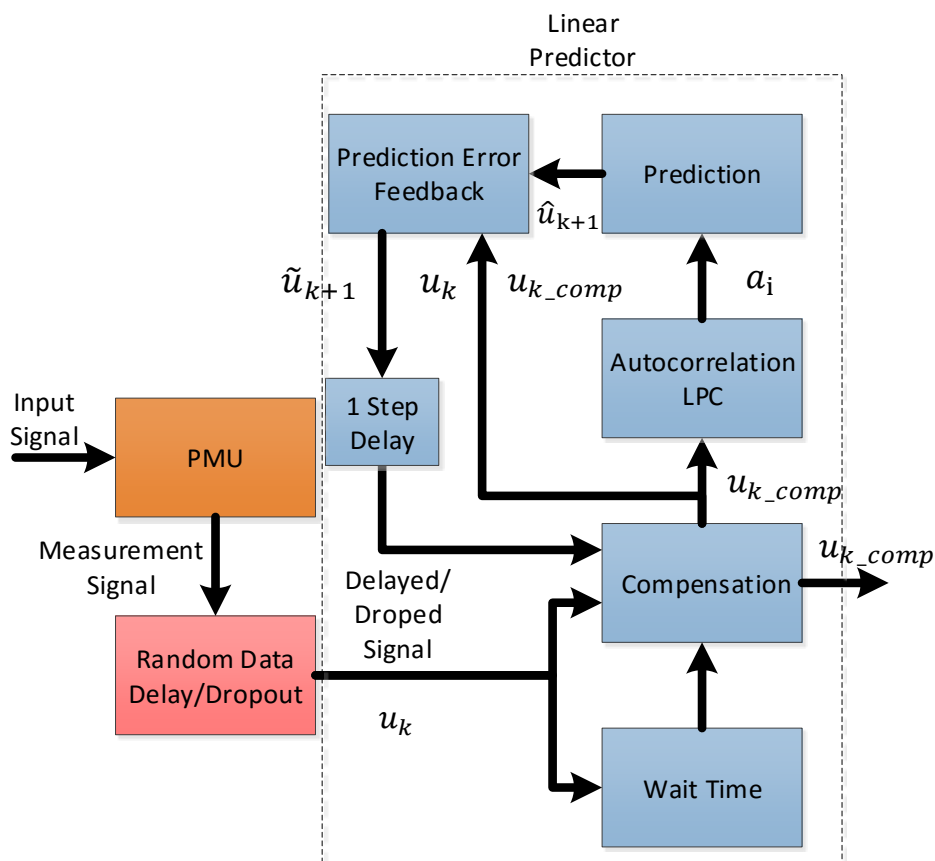 Linear
Predictor
Prediction Error
Feedback
Prediction
û_{k+1}
ũ_{k+1}
u_k
u_{k_comp}
a_i
Autocorrelation
LPC
1 Step
Delay
Input
Signal
PMU
u_{k_comp}
Measurement
Signal
Delayed/
Droped
Signal
Compensation
u_{k_comp}
Random Data
Delay/Dropout
u_k
Wait Time